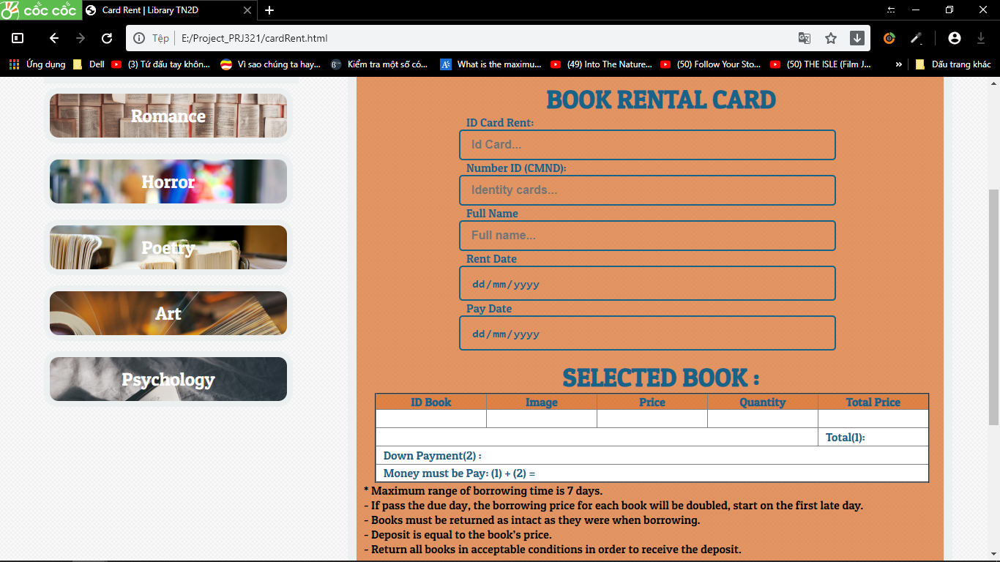 cốc cốc
Card Rent | Library TN2D
Tệp
E:/Project_PRJ321/cardRent.html
Ứng dụng
Dell
(3) Tứ đấu tay khôn...
Vì sao chúng ta hay...
Kiểm tra một số có...
What is the maximu...
(49) Into The Nature...
(50) Follow Your Sto...
(50) THE ISLE (Film J...
»
Dấu trang khác
Romance
Horror
Poetry
Art
Psychology
BOOK RENTAL CARD
ID Card Rent:
Id Card...
Number ID (CMND):
Identity cards...
Full Name
Full name...
Rent Date
dd/mm/yyyy
Pay Date
dd/mm/yyyy
SELECTED BOOK :
ID Book Image Price Quantity Total Price
Total(1):
Down Payment(2) :
Money must be Pay: (1) + (2) =
* Maximum range of borrowing time is 7 days.
- If pass the due day, the borrowing price for each book will be doubled, start on the first late day.
- Books must be returned as intact as they were when borrowing.
- Deposit is equal to the book's price.
- Return all books in acceptable conditions in order to receive the deposit.